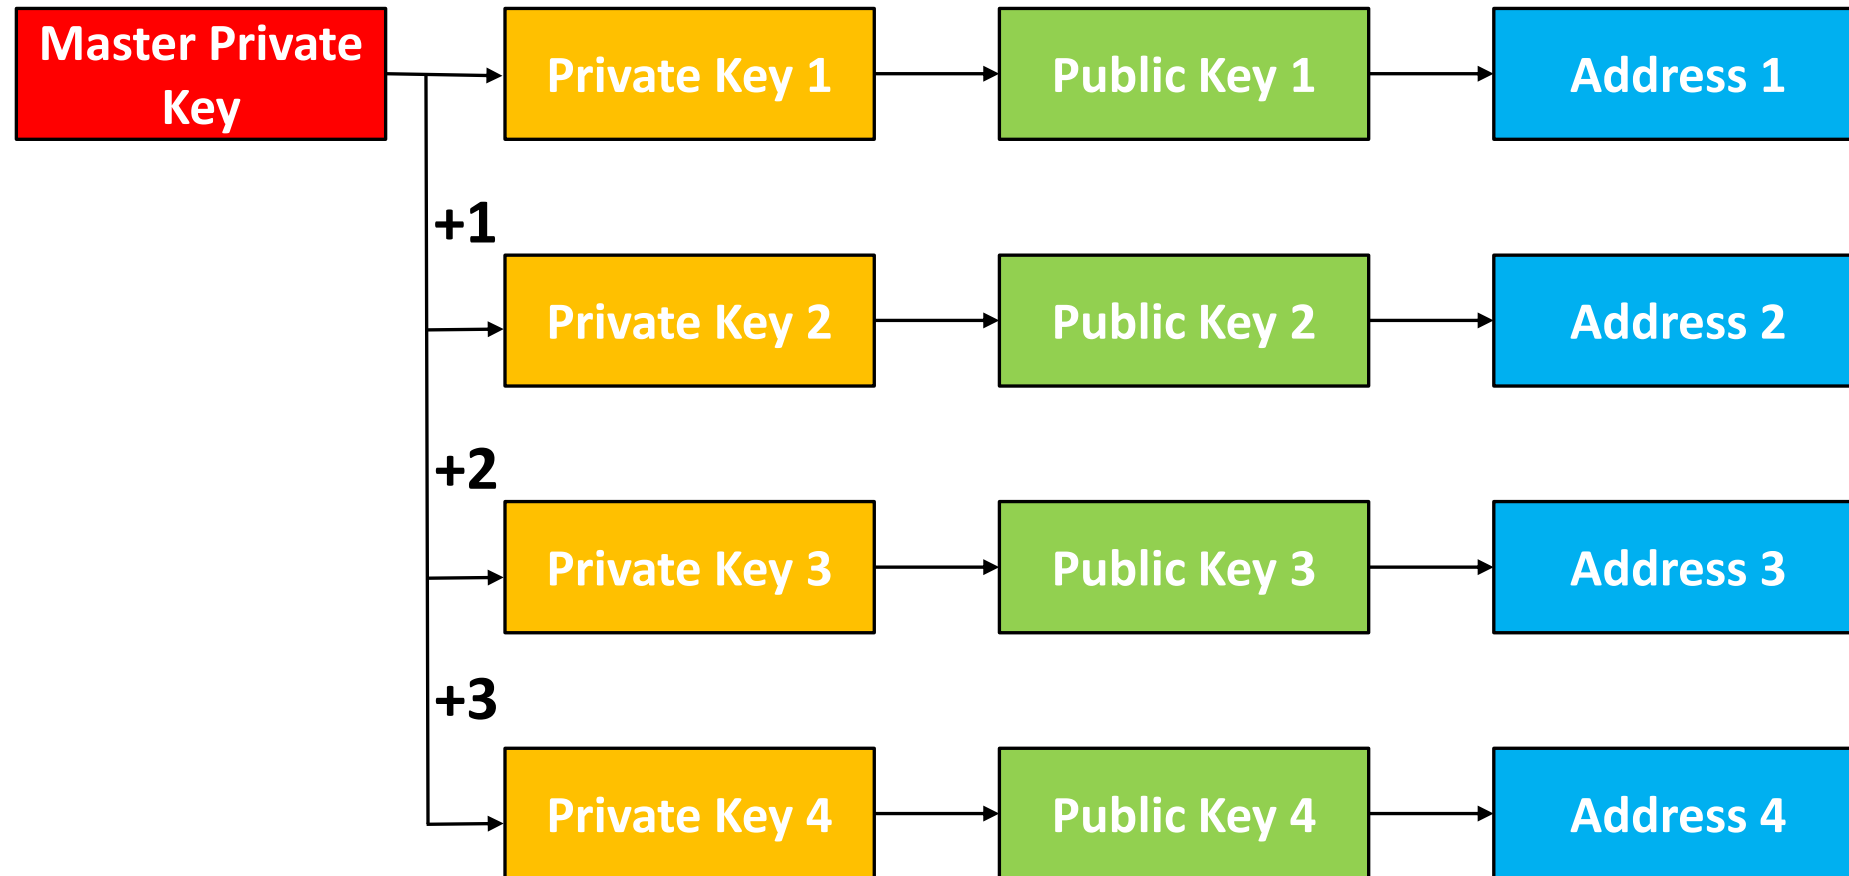 Master Private
Key
Private Key 1
Public Key 1
Address 1
+1
Private Key 2
Public Key 2
Address 2
+2
Private Key 3
Public Key 3
Address 3
+3
Private Key 4
Public Key 4
Address 4